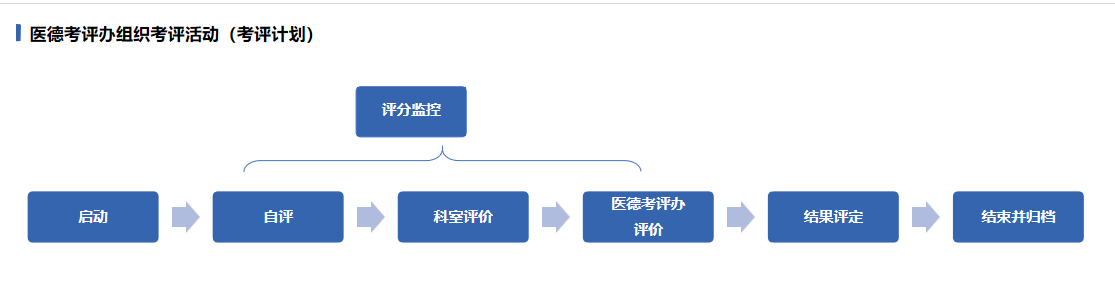 医德考评办组织考评活动（考评计划）
评分监控
启动
自评
科室评价
医德考评办
评价
结果评定
结束并归档